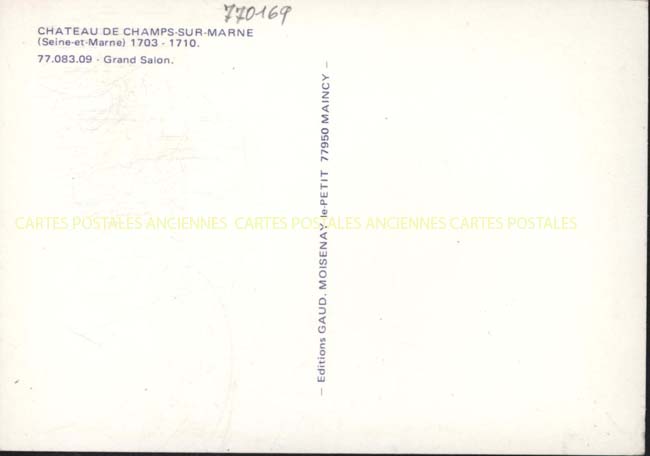 770169
CHATEAU DE CHAMPS-SUR-MARNE
(Seine-et-Marne) 1703 - 1710.
77.083.09 - Grand Salon.
— Editions GAUD. MOISENAY-le-PETIT 77950 MAINCY —
CARTES POSTALES ANCIENNES CARTES POSTALES ANCIENNES CARTES POSTALES